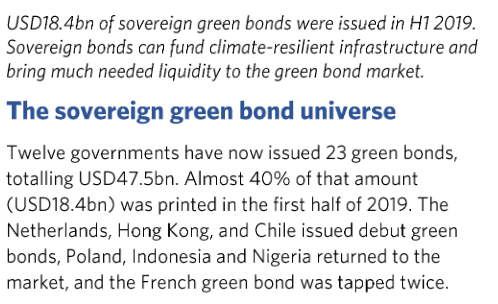 USD18.4bn of sovereign green bonds were issued in H1 2019.
Sovereign bonds can fund climate-resilient infrastructure and
bring much needed liquidity to the green bond market.
The sovereign green bond universe
Twelve governments have now issued 23 green bonds,
totalling USD47.5bn. Almost 40% of that amount
(USD18.4bn) was printed in the first half of 2019. The
Netherlands, Hong Kong, and Chile issued debut green
bonds, Poland, Indonesia and Nigeria returned to the
market, and the French green bond was tapped twice.